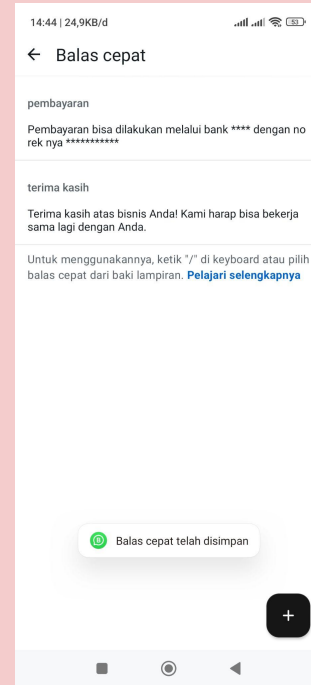 14:44 | 24,9KB/d
53
Balas cepat
pembayaran
Pembayaran bisa dilakukan melalui bank **** dengan no
rek nya ***********
terima kasih
Terima kasih atas bisnis Anda! Kami harap bisa bekerja
sama lagi dengan Anda.
Untuk menggunakannya, ketik "/" di keyboard atau pilih
balas cepat dari baki lampiran. Pelajari selengkapnya
Balas cepat telah disimpan